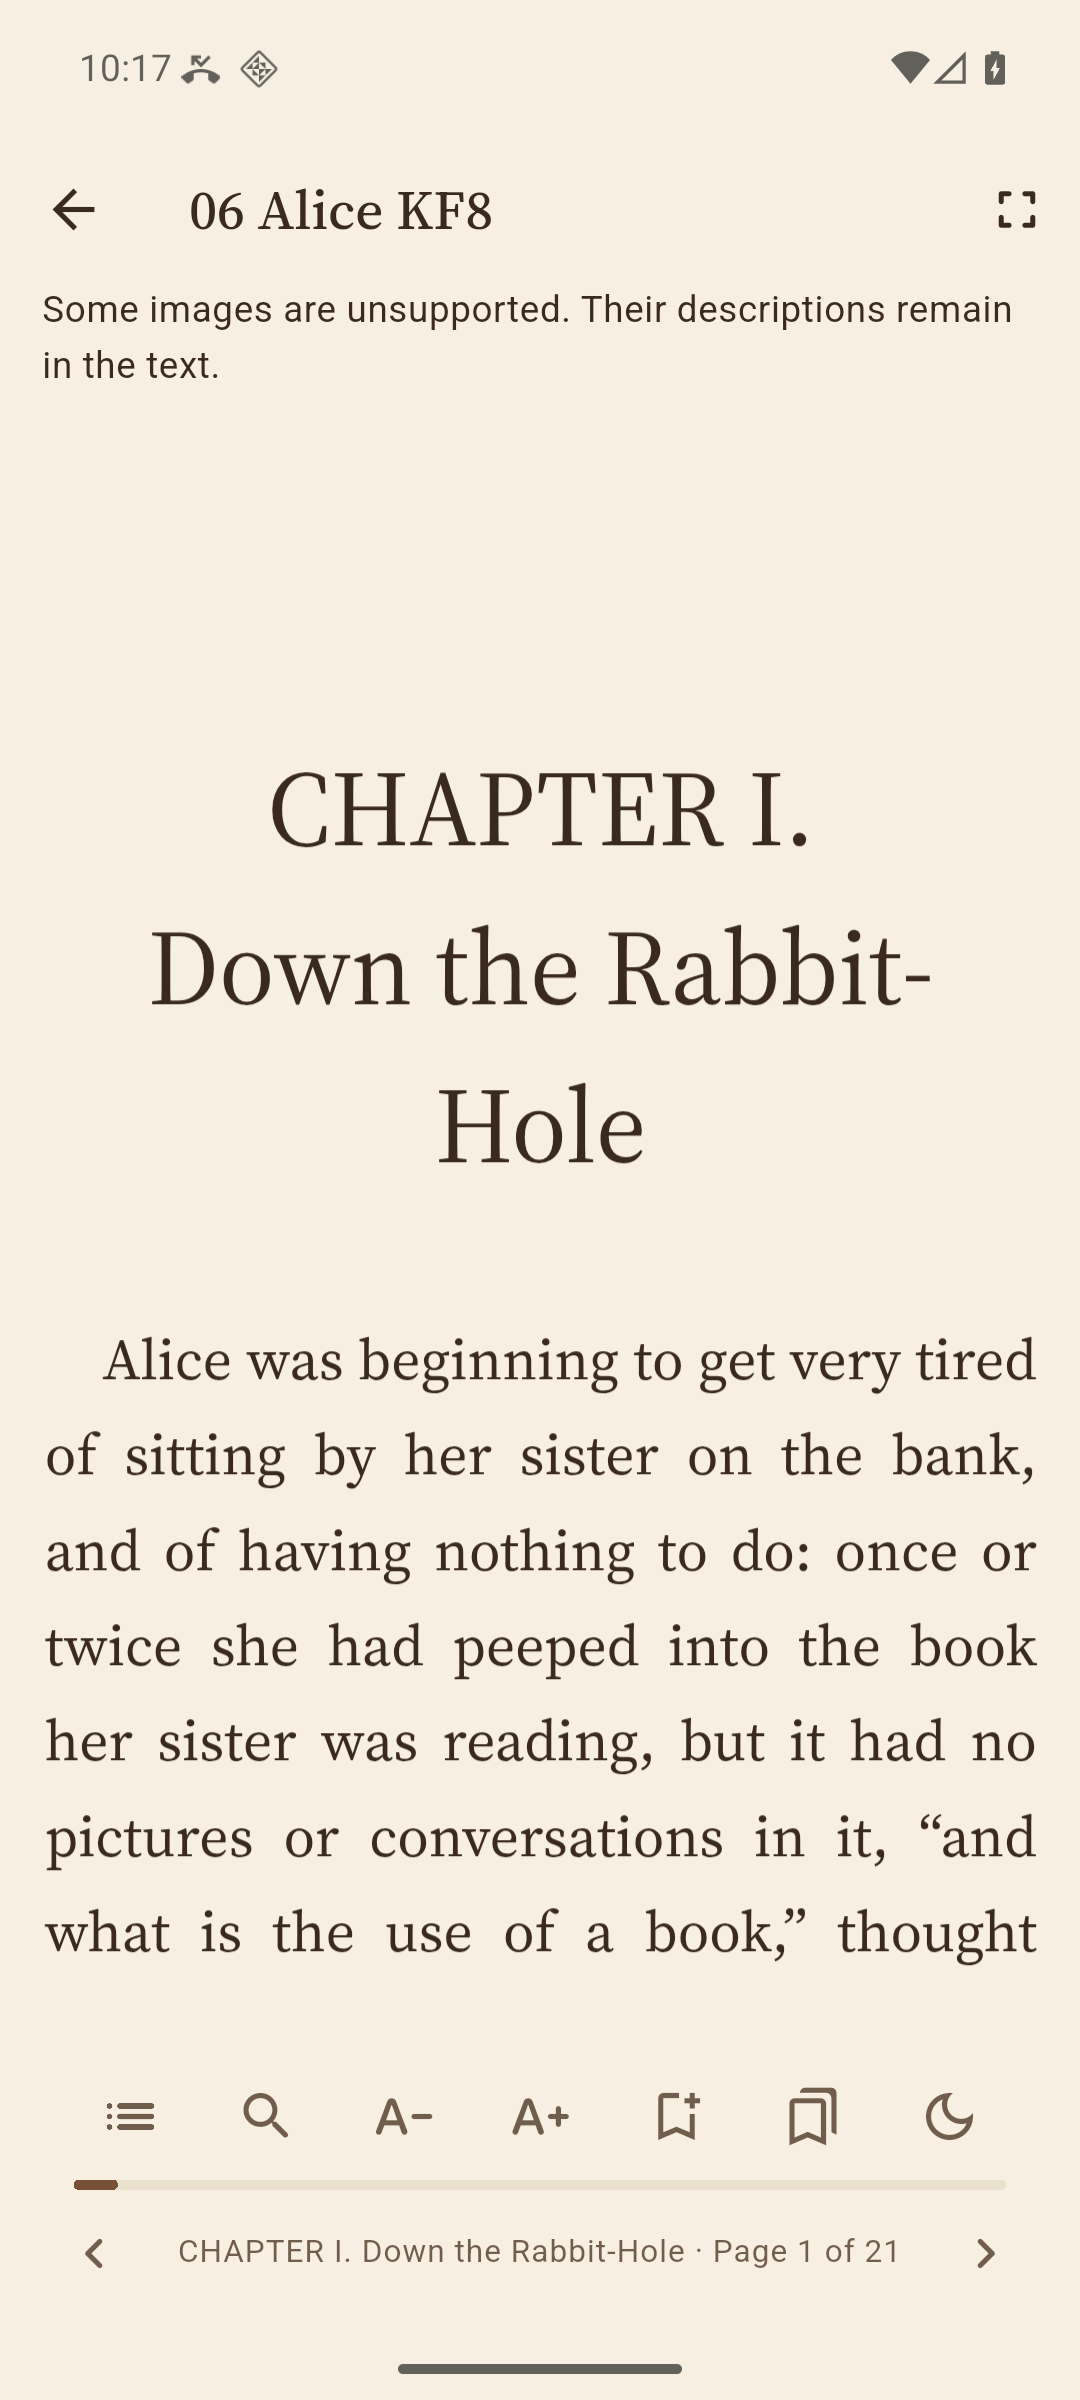 10:17
06 Alice KF8
Some images are unsupported. Their descriptions remain
in the text.
CHAPTER I.
Down the Rabbit-
Hole
Alice was beginning to get very tired
of sitting by her sister on the bank,
and of having nothing to do: once or
twice she had peeped into the book
her sister was reading, but it had no
pictures or conversations in it, “and
what is the use of a book,” thought
A− A+
CHAPTER I. Down the Rabbit-Hole · Page 1 of 21